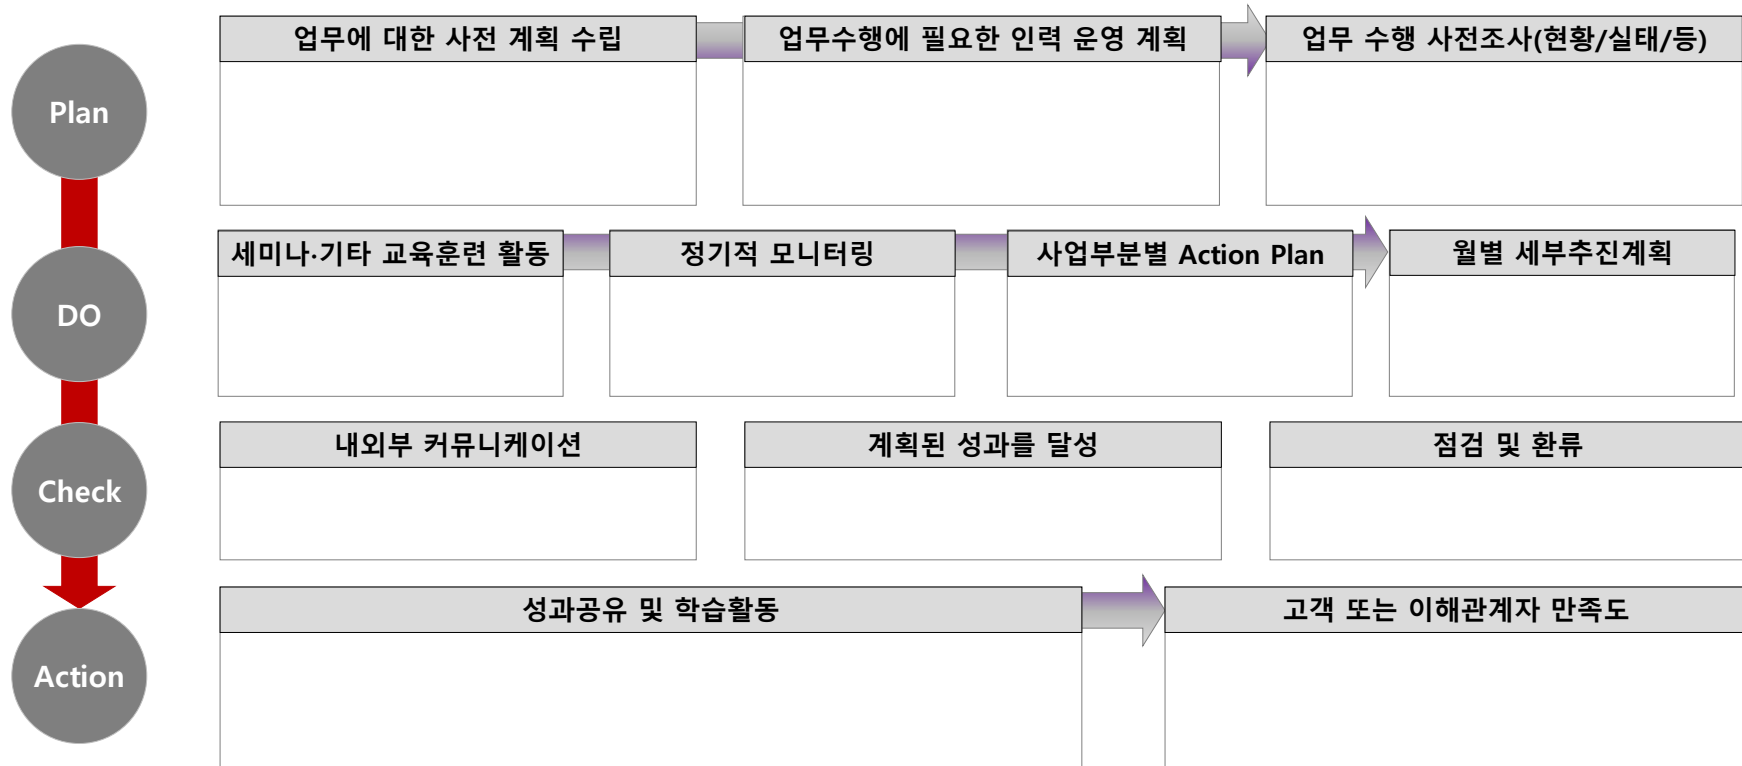 Plan
업무에 대한 사전 계획 수립
업무수행에 필요한 인력 운영 계획
업무 수행 사전조사(현황/실태/등)
DO
세미나·기타 교육훈련 활동
정기적 모니터링
사업부분별 Action Plan
월별 세부추진계획
Check
내외부 커뮤니케이션
계획된 성과를 달성
점검 및 환류
Action
성과공유 및 학습활동
고객 또는 이해관계자 만족도